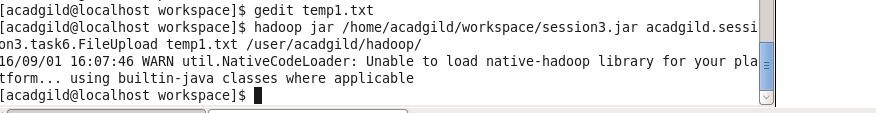 [acadgild@localhost workspace]$ gedit temp1.txt
[acadgild@localhost workspace]$ hadoop jar /home/acadgild/workspace/session3.jar acadgild.sessi
on3.task6.FileUpload temp1.txt /user/acadgild/hadoop/
16/09/01 16:07:46 WARN util.NativeCodeLoader: Unable to load native-hadoop library for your pla
tform... using builtin-java classes where applicable
[acadgild@localhost workspace]$